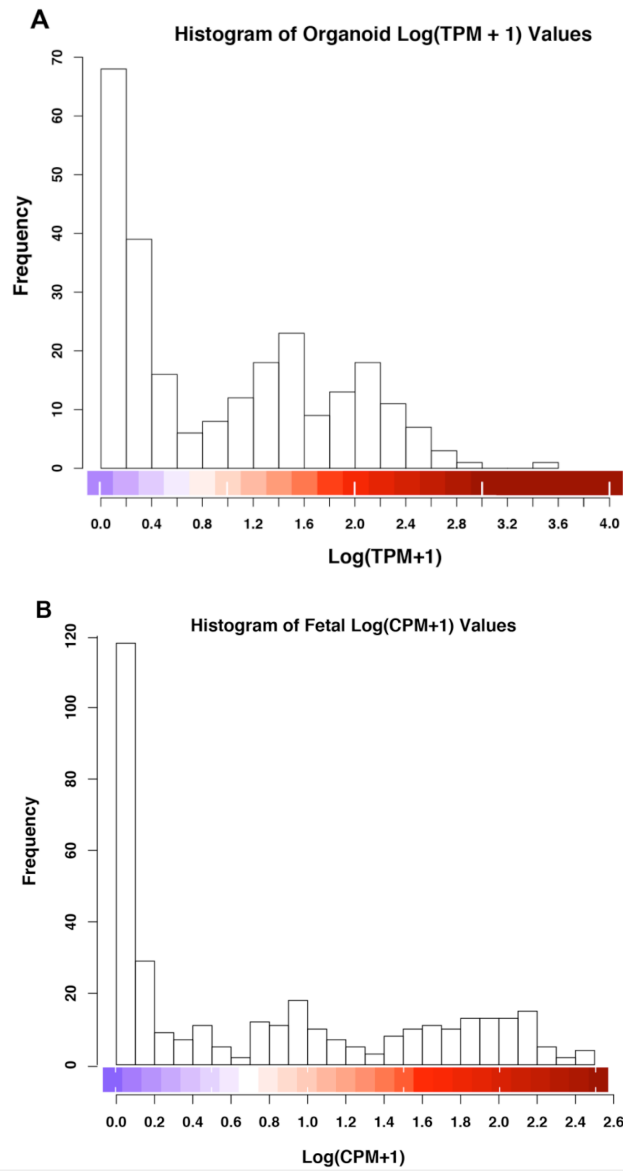 A
Histogram of Organoid Log(TPM + 1) Values
70
60
50
40
30
20
10
0
Frequency
0.0 0.4 0.8 1.2 1.6 2.0 2.4 2.8 3.2 3.6 4.0
Log(TPM+1)
B
Histogram of Fetal Log(CPM+1) Values
120
100
80
60
40
20
0
Frequency
0.0 0.2 0.4 0.6 0.8 1.0 1.2 1.4 1.6 1.8 2.0 2.2 2.4 2.6
Log(CPM+1)